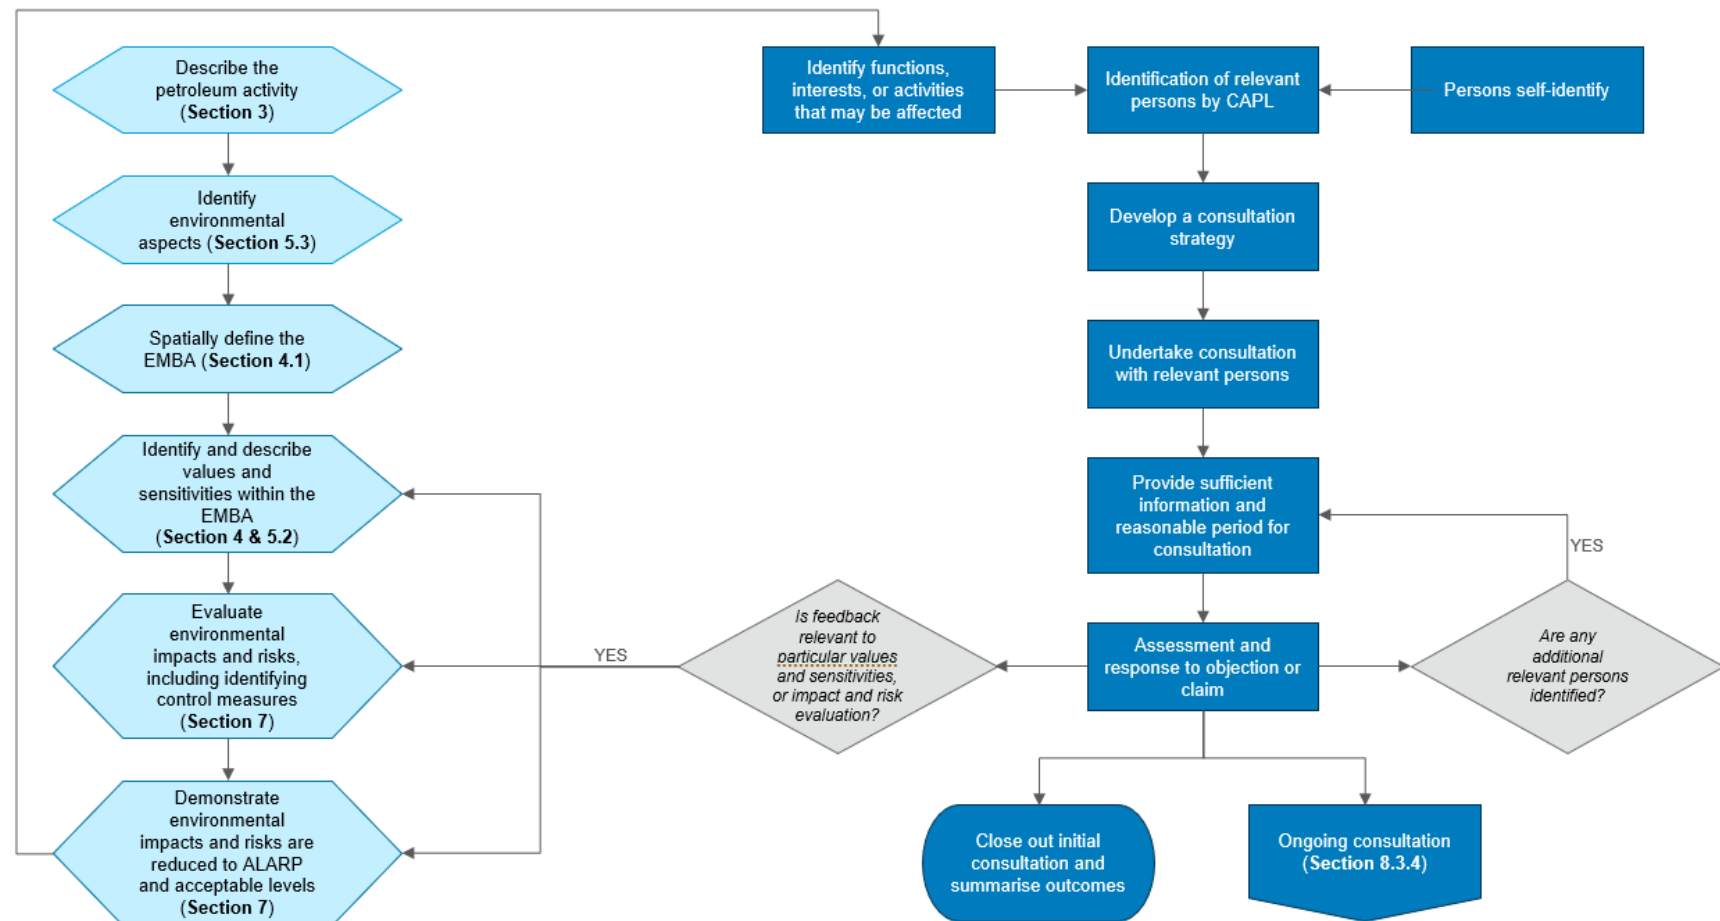 Describe the
petroleum activity
(Section 3)
Identify
environmental
aspects (Section 5.3)
Spatially define the
EMBA (Section 4.1)
Identify and describe
values and
sensitivities within the
EMBA
(Section 4 & 5.2)
Evaluate
environmental
impacts and risks,
including identifying
control measures
(Section 7)
Demonstrate
environmental
impacts and risks are
reduced to ALARP
and acceptable levels
(Section 7)
Identify functions,
interests, or activities
that may be affected
Identification of relevant
persons by CAPL
Persons self-identify
Develop a consultation
strategy
Undertake consultation
with relevant persons
Provide sufficient
information and
reasonable period for
consultation
YES
Is feedback
relevant to
particular values
and sensitivities,
or impact and risk
evaluation?
YES
Assessment and
response to objection or
claim
Are any
additional
relevant persons
identified?
Close out initial
consultation and
summarise outcomes
Ongoing consultation
(Section 8.3.4)